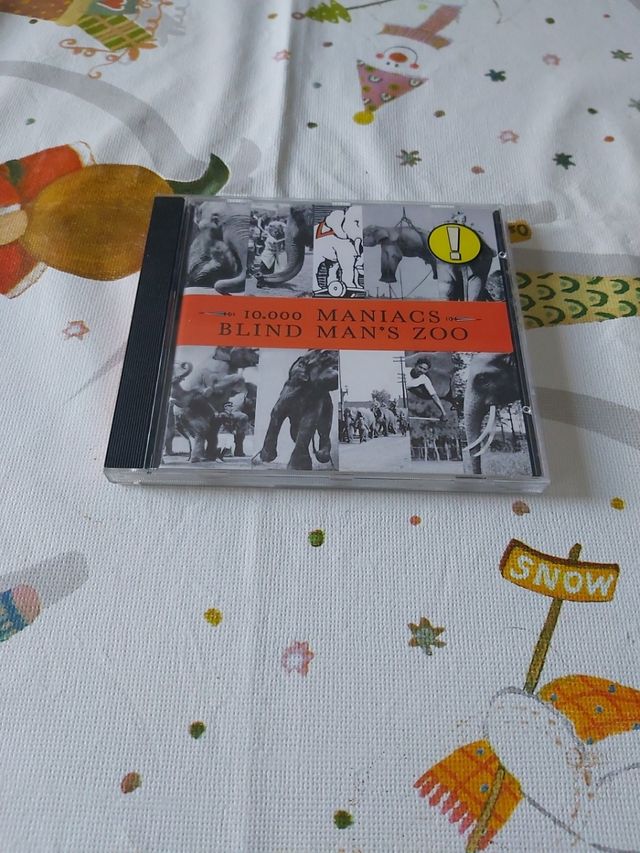 !
10.000 MANIACS
BLIND MAN'S ZOO
SNOW